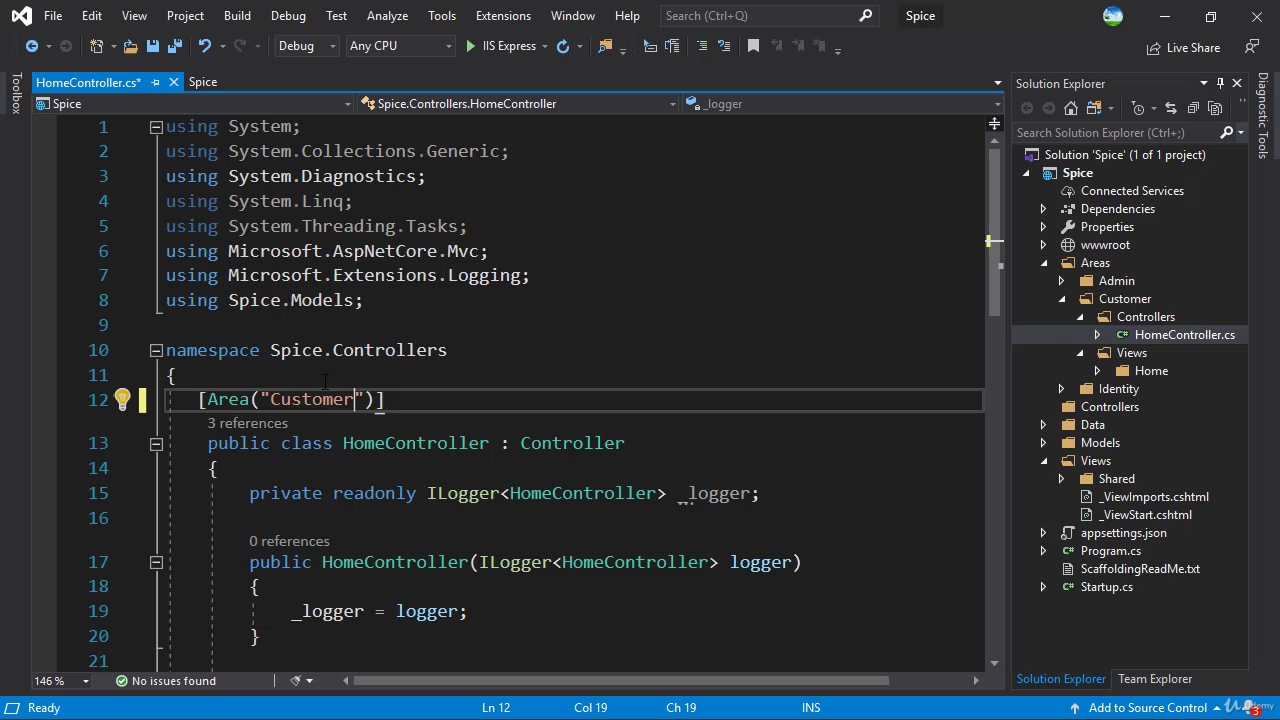 File Edit View Project Build Debug Test Analyze Tools Extensions Window Help Search (Ctrl+Q) Spice
Debug Any CPU IIS Express Live Share
HomeController.cs* Spice
Spice Spice.Controllers.HomeController _logger
Toolbox
1 using System;
2 using System.Collections.Generic;
3 using System.Diagnostics;
4 using System.Linq;
5 using System.Threading.Tasks;
6 using Microsoft.AspNetCore.Mvc;
7 using Microsoft.Extensions.Logging;
8 using Spice.Models;
9
10 namespace Spice.Controllers
11 {
12 [Area("Customer")]
3 references
13 public class HomeController : Controller
14 {
15 private readonly ILogger<HomeController> _logger;
16
0 references
17 public HomeController(ILogger<HomeController> logger)
18 {
19 _logger = logger;
20 }
21
146 % No issues found
Solution Explorer
Search Solution Explorer (Ctrl+;)
Solution 'Spice' (1 of 1 project)
Spice
Connected Services
Dependencies
Properties
wwwroot
Areas
Admin
Customer
Controllers
HomeController.cs
Views
Home
Identity
Controllers
Data
Models
Views
Shared
_ViewImports.cshtml
_ViewStart.cshtml
appsettings.json
Program.cs
ScaffoldingReadMe.txt
Startup.cs
Solution Explorer Team Explorer
Diagnostic Tools
Ready Ln 12 Col 19 Ch 19 INS Add to Source Control 3
Udemy